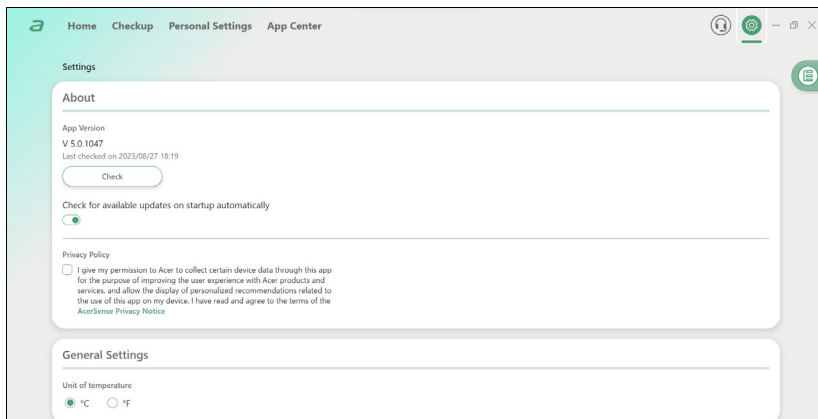 a Home Checkup Personal Settings App Center
Settings
About
App Version
V 5.0.1047
Last checked on 2023/08/27 18:19
Check
Check for available updates on startup automatically
Privacy Policy
I give my permission to Acer to collect certain device data through this app
for the purpose of improving the user experience with Acer products and
services, and allow the display of personalized recommendations related to
the use of this app on my device. I have read and agree to the terms of the
AcerSense Privacy Notice
General Settings
Unit of temperature
°C °F